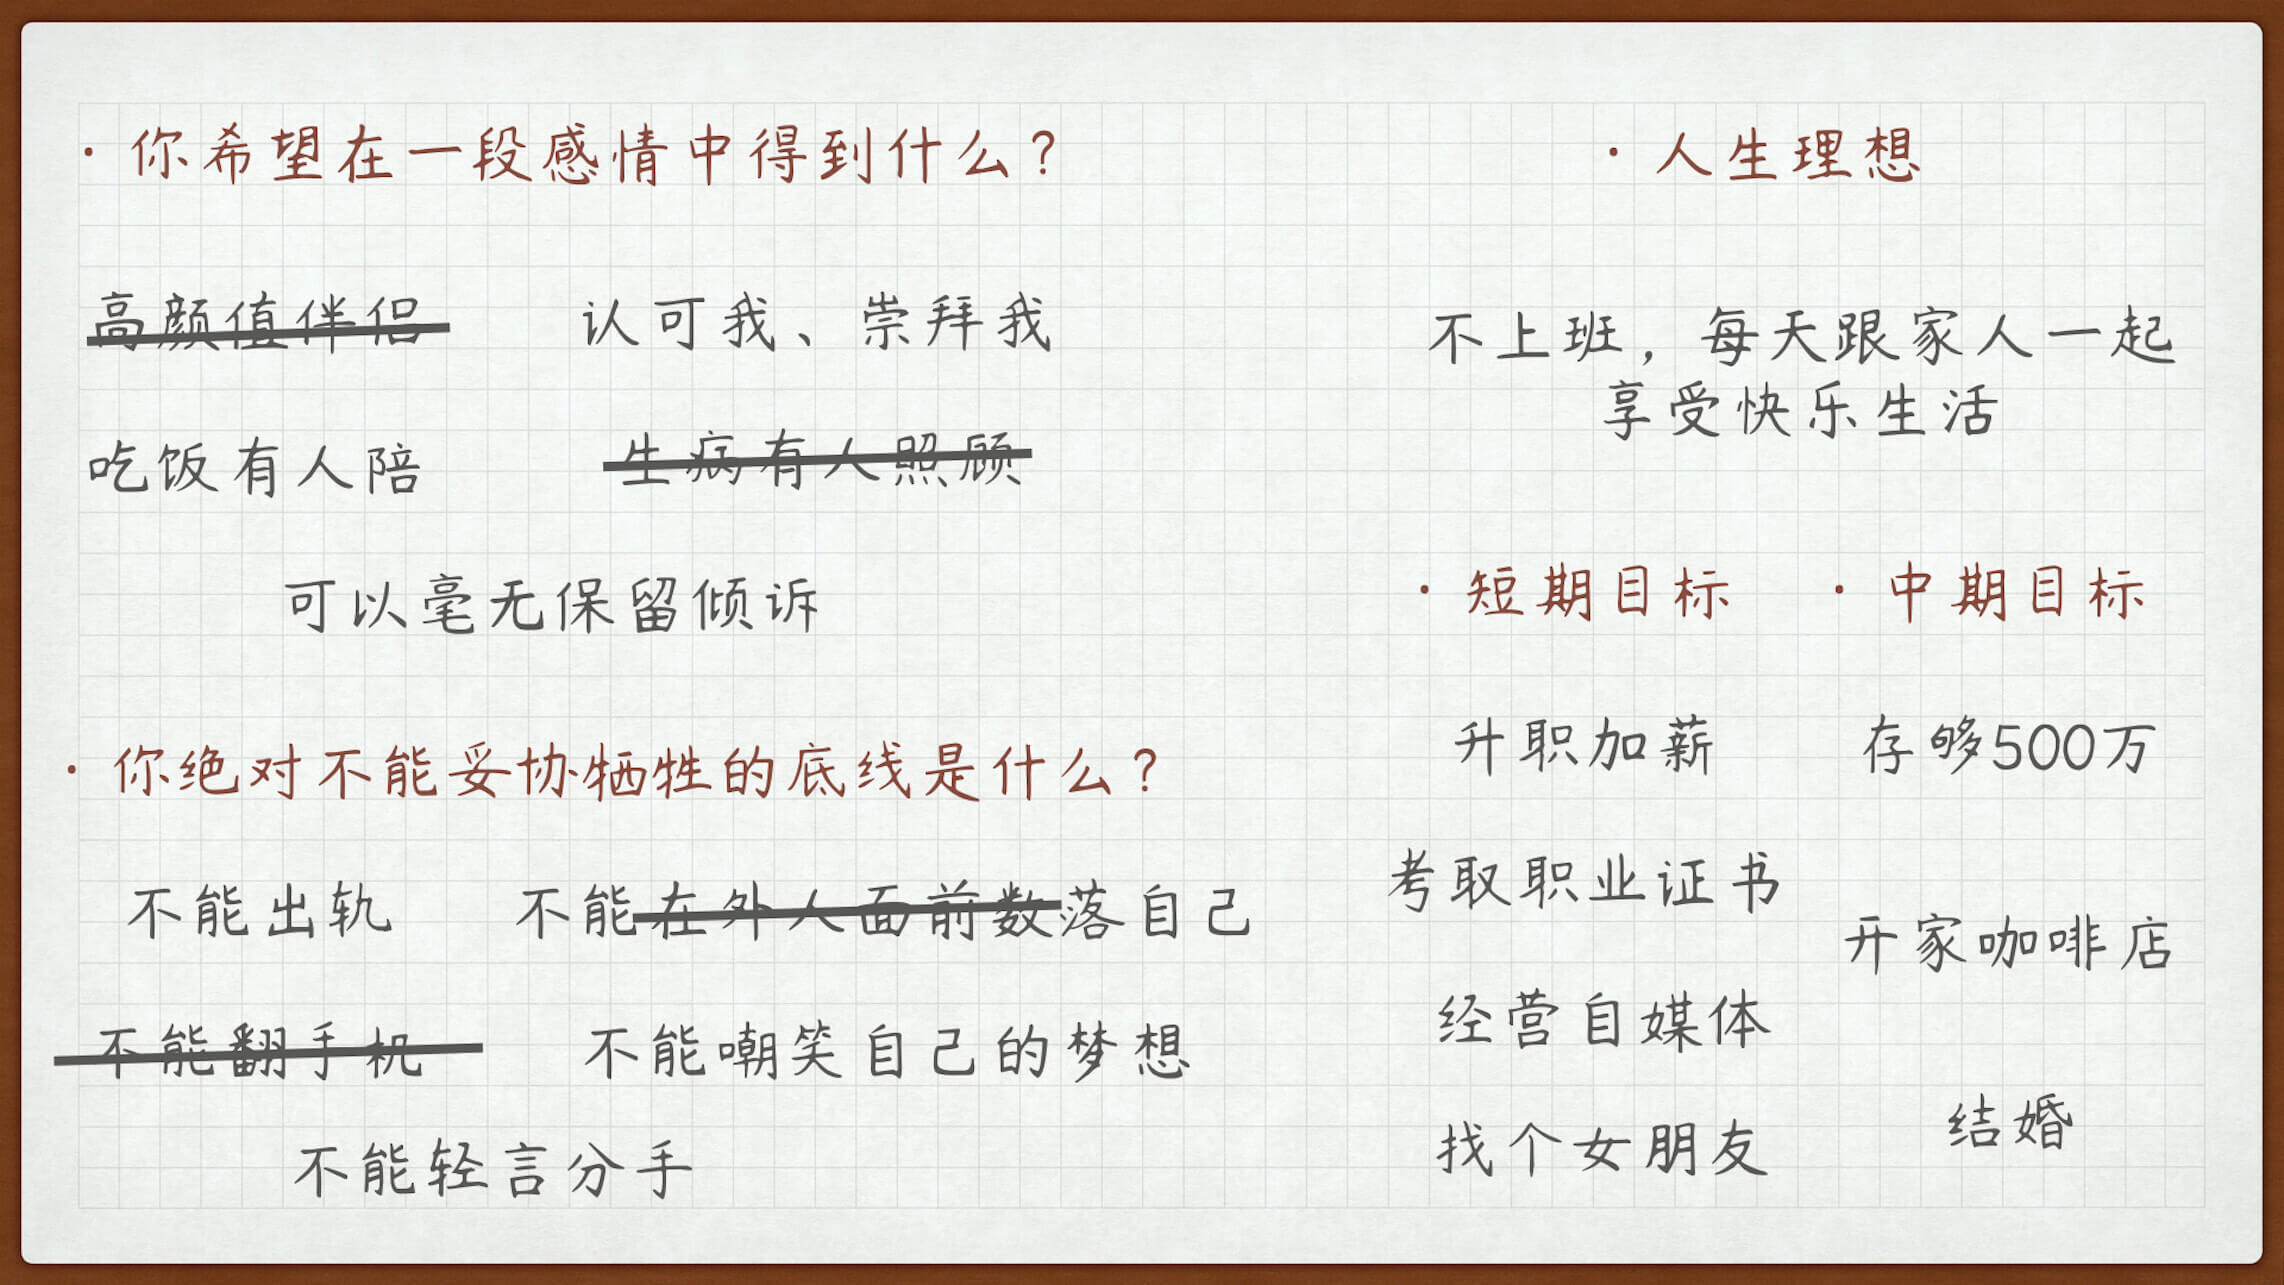 · 你希望在一段感情中得到什么？
高颜值伴侣 认可我、崇拜我
吃饭有人陪 生病有人照顾
可以毫无保留倾诉
· 你绝对不能妥协牺牲的底线是什么？
不能出轨 不能在外人面前数落自己
不能翻手机 不能嘲笑自己的梦想
不能轻言分手
· 人生理想
不上班，每天跟家人一起
享受快乐生活
· 短期目标
升职加薪
考取职业证书
经营自媒体
找个女朋友
· 中期目标
存够500万
开家咖啡店
结婚